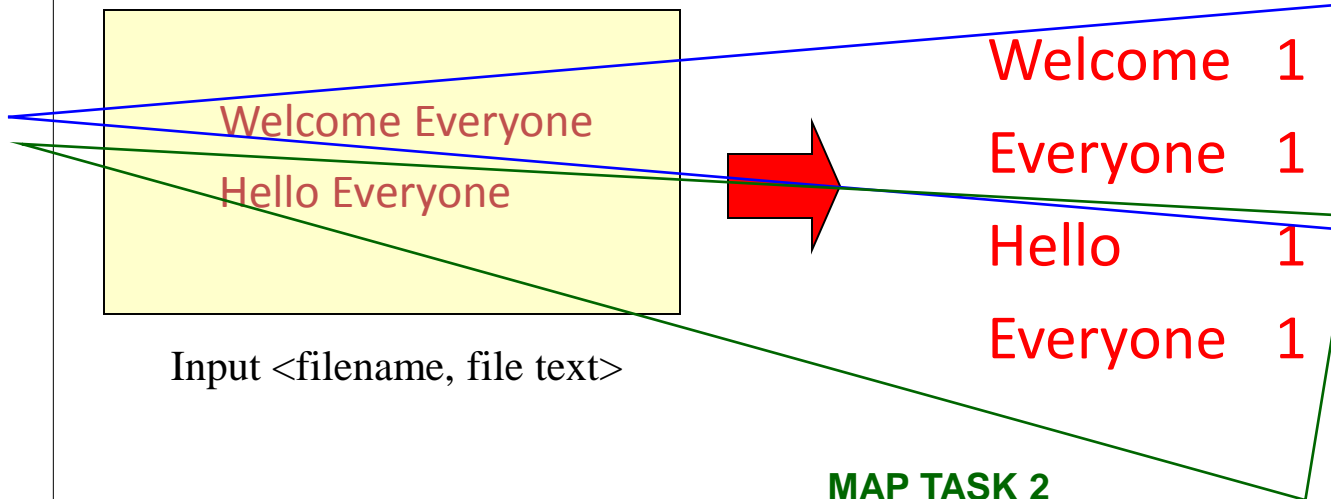 Welcome Everyone
Hello Everyone
Input <filename, file text>
Welcome 1
Everyone 1
Hello 1
Everyone 1
MAP TASK 2